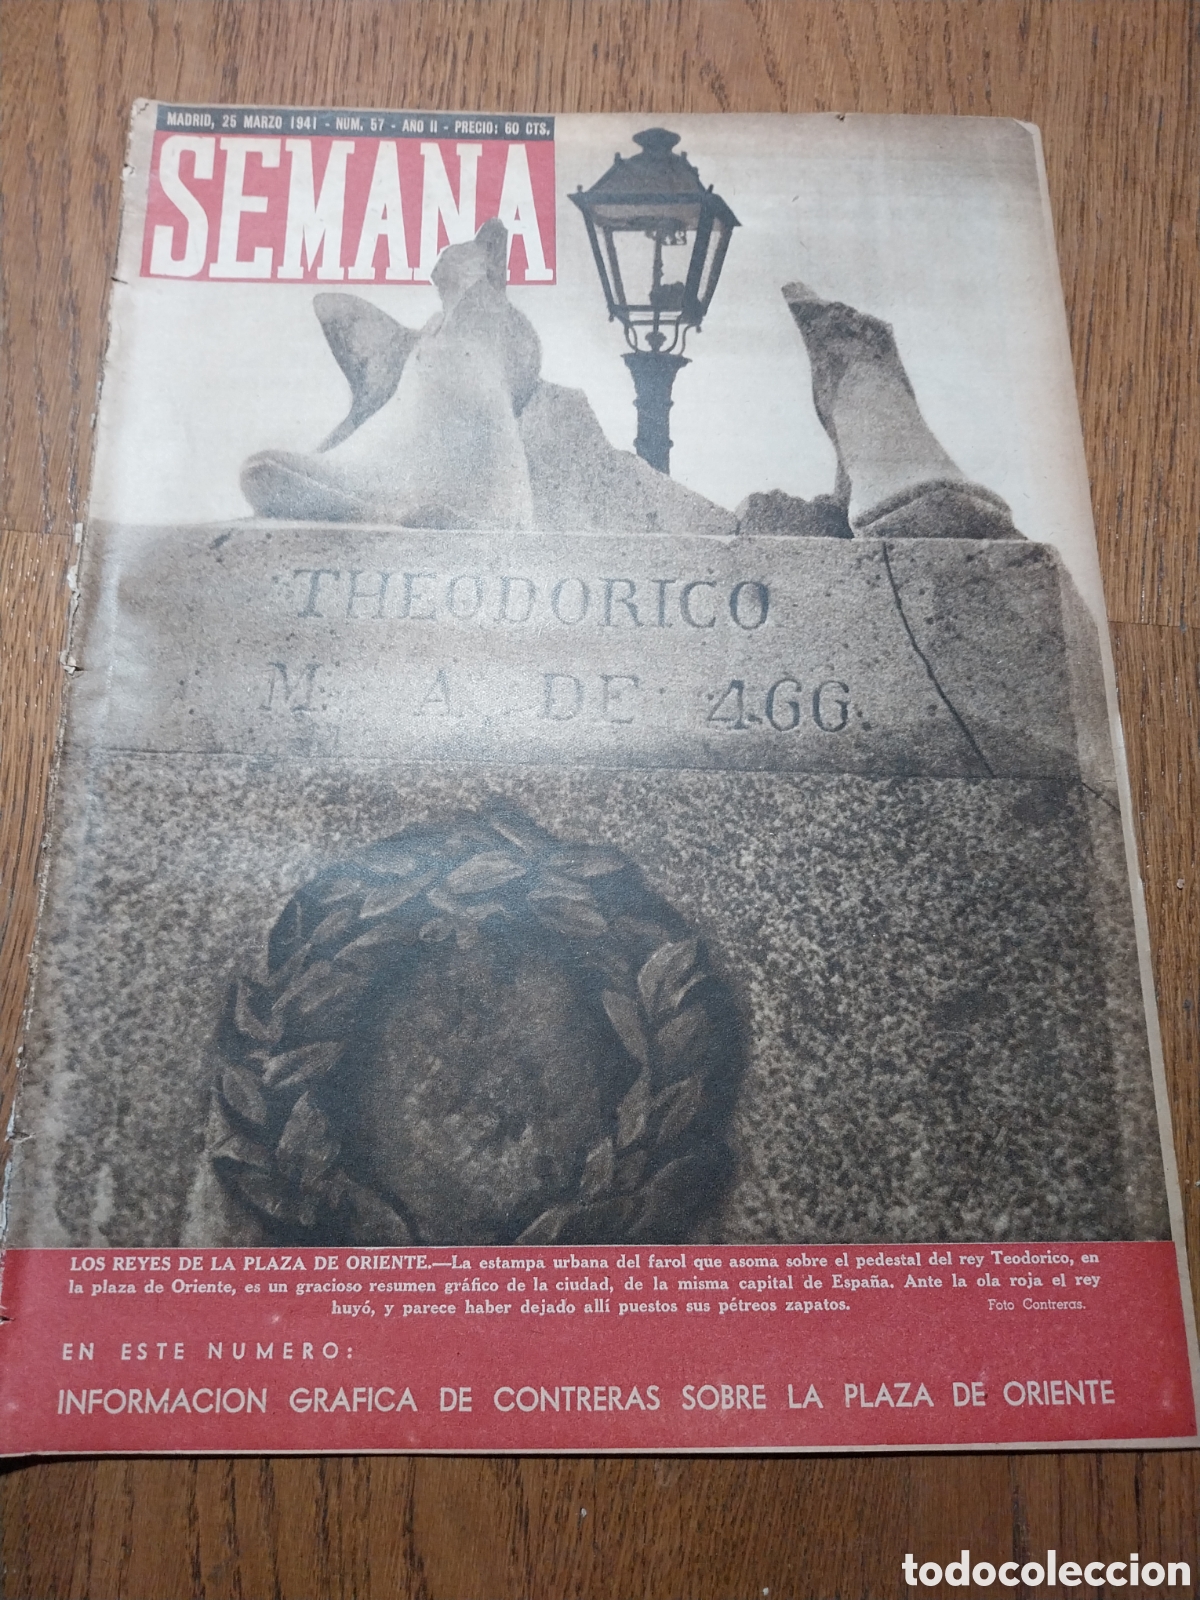 MADRID, 25 MARZO 1941 - NUM. 57 - AÑO II - PRECIO: 60 CTS.
SEMANA
THEODORICO
M. A. DE 466.
LOS REYES DE LA PLAZA DE ORIENTE.—La estampa urbana del farol que asoma sobre el pedestal del rey Teodorico, en
la plaza de Oriente, es un gracioso resumen gráfico de la ciudad, de la misma capital de España. Ante la ola roja el rey
huyó, y parece haber dejado allí puestos sus pétreos zapatos.
Foto Contreras.
EN ESTE NUMERO:
INFORMACION GRAFICA DE CONTRERAS SOBRE LA PLAZA DE ORIENTE
todocoleccion